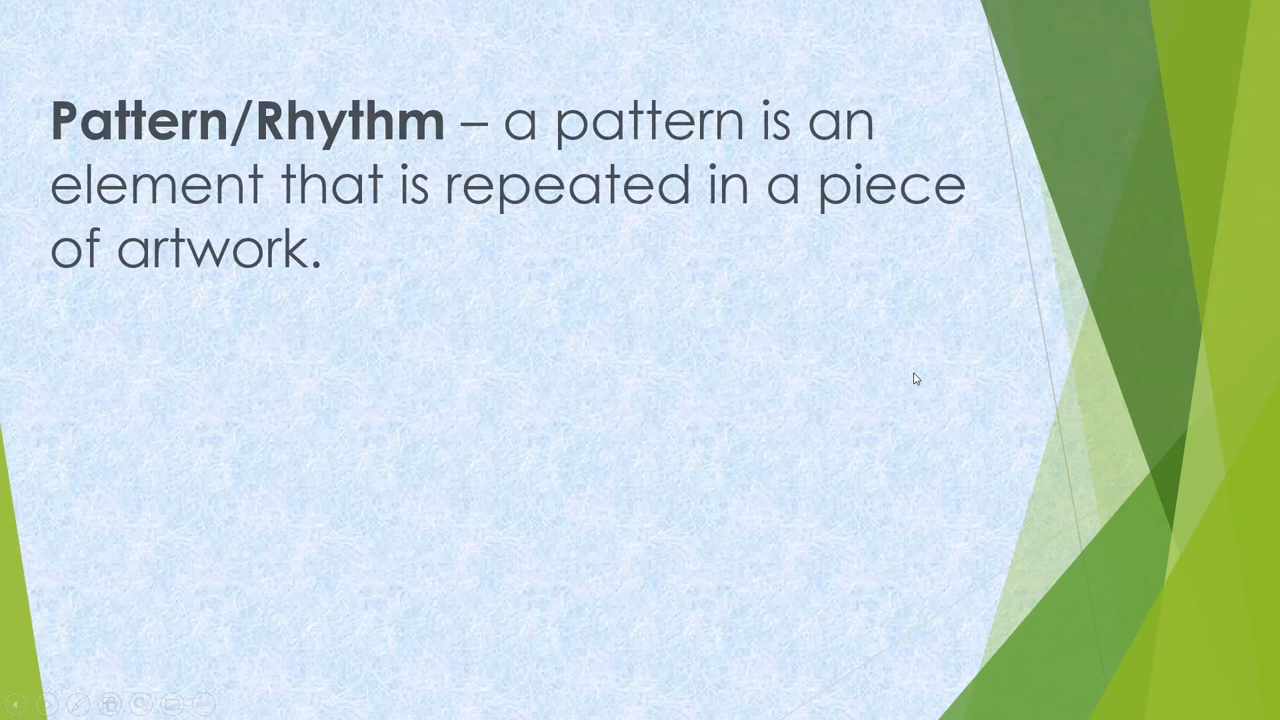 Pattern/Rhythm – a pattern is an
element that is repeated in a piece
of artwork.